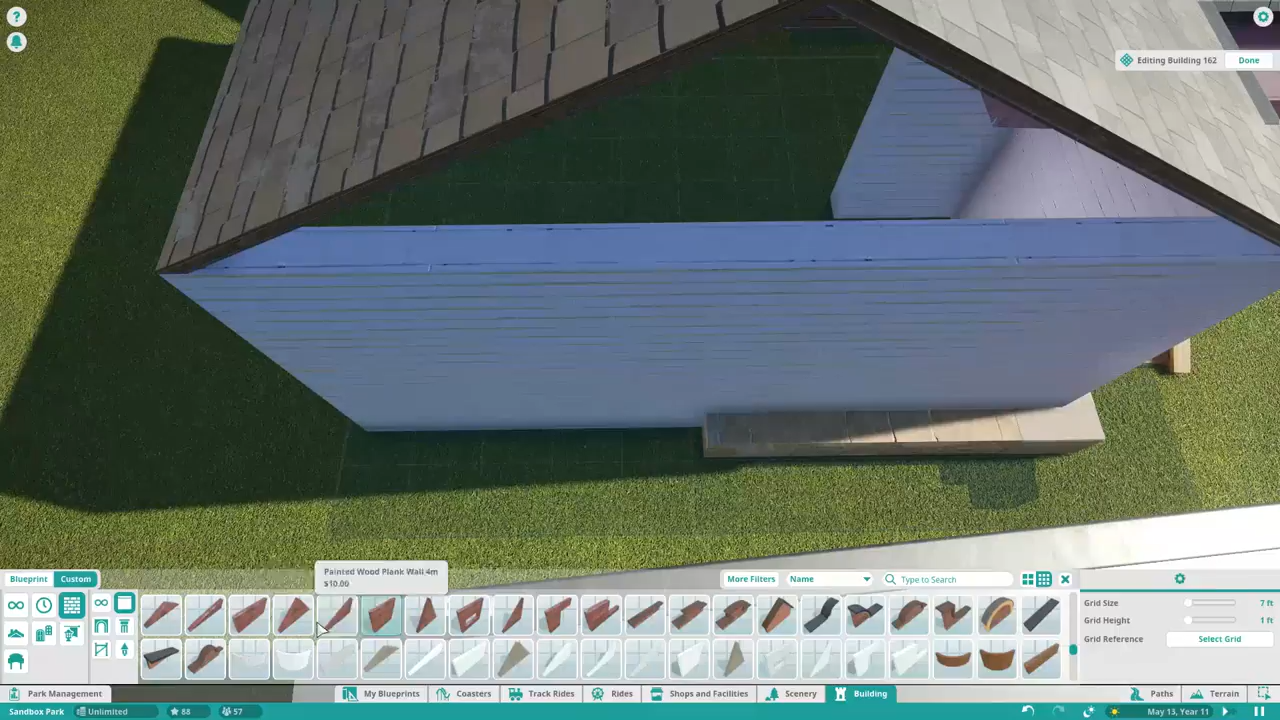 ?
Editing Building 162
Done
Painted Wood Plank Wall 4m
$10.00
Blueprint
Custom
More Filters
Name
Type to Search
Grid Size
7 ft
Grid Height
1 ft
Grid Reference
Select Grid
Park Management
My Blueprints
Coasters
Track Rides
Rides
Shops and Facilities
Scenery
Building
Paths
Terrain
Sandbox Park
Unlimited
88
57
May 13, Year 11